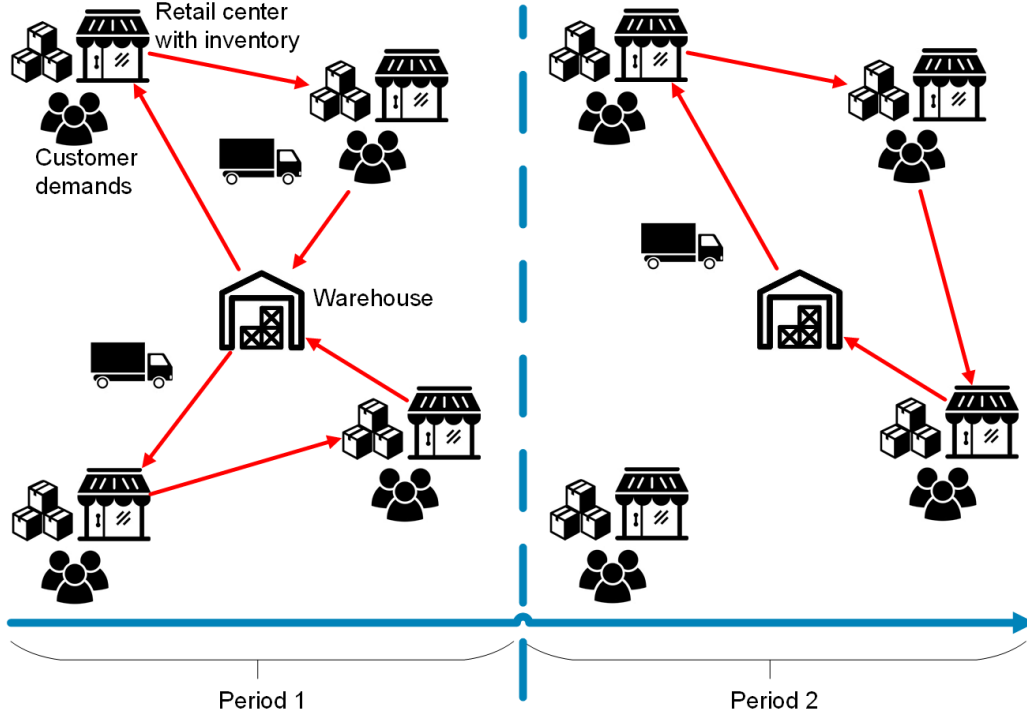 Retail center
with inventory
Customer
demands
Warehouse
Period 1
Period 2